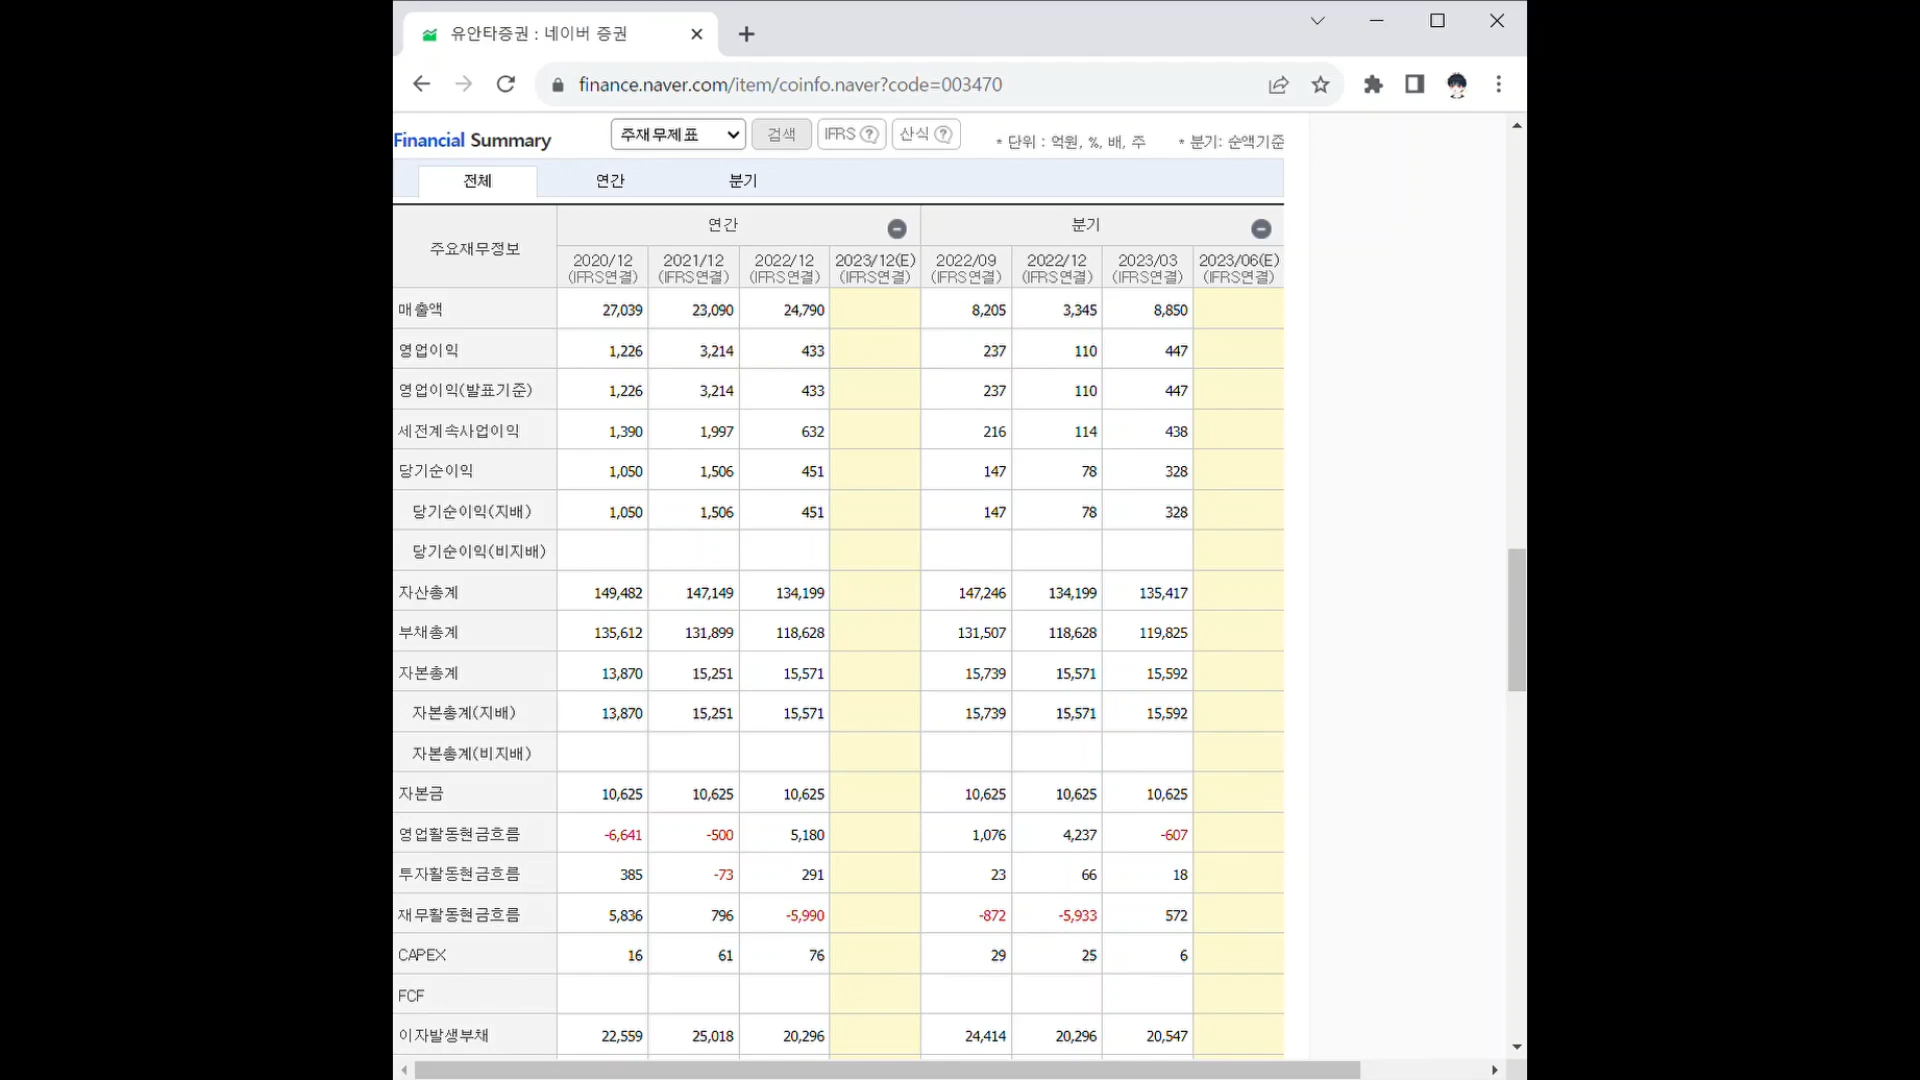 유안타증권 : 네이버 증권
finance.naver.com/item/coinfo.naver?code=003470
Financial Summary
주재무제표 검색 IFRS ? 산식 ? * 단위 : 억원, %, 배, 주 * 분기: 순액기준
전체 연간 분기
주요재무정보 연간 분기
2020/12 2021/12 2022/12 2023/12(E) 2022/09 2022/12 2023/03 2023/06(E)
(IFRS연결) (IFRS연결) (IFRS연결) (IFRS연결) (IFRS연결) (IFRS연결) (IFRS연결) (IFRS연결)
매출액 27,039 23,090 24,790 8,205 3,345 8,850
영업이익 1,226 3,214 433 237 110 447
영업이익(발표기준) 1,226 3,214 433 237 110 447
세전계속사업이익 1,390 1,997 632 216 114 438
당기순이익 1,050 1,506 451 147 78 328
당기순이익(지배) 1,050 1,506 451 147 78 328
당기순이익(비지배)
자산총계 149,482 147,149 134,199 147,246 134,199 135,417
부채총계 135,612 131,899 118,628 131,507 118,628 119,825
자본총계 13,870 15,251 15,571 15,739 15,571 15,592
자본총계(지배) 13,870 15,251 15,571 15,739 15,571 15,592
자본총계(비지배)
자본금 10,625 10,625 10,625 10,625 10,625 10,625
영업활동현금흐름 -6,641 -500 5,180 1,076 4,237 -607
투자활동현금흐름 385 -73 291 23 66 18
재무활동현금흐름 5,836 796 -5,990 -872 -5,933 572
CAPEX 16 61 76 29 25 6
FCF
이자발생부채 22,559 25,018 20,296 24,414 20,296 20,547